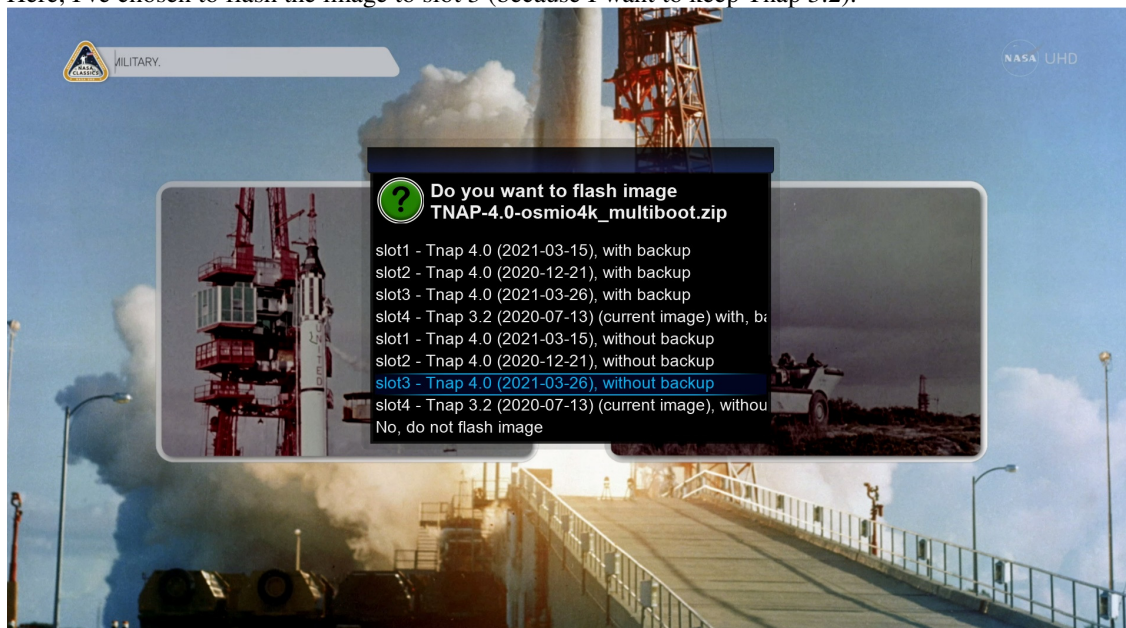 Here, I've chosen to flash the image to slot 3 (because I want to keep Tnap 3.2).
NASA
CLASSICS
MILITARY.
NASA UHD
Do you want to flash image
TNAP-4.0-osmio4k_multiboot.zip
slot1 - Tnap 4.0 (2021-03-15), with backup
slot2 - Tnap 4.0 (2020-12-21), with backup
slot3 - Tnap 4.0 (2021-03-26), with backup
slot4 - Tnap 3.2 (2020-07-13) (current image) with, ba
slot1 - Tnap 4.0 (2021-03-15), without backup
slot2 - Tnap 4.0 (2020-12-21), without backup
slot3 - Tnap 4.0 (2021-03-26), without backup
slot4 - Tnap 3.2 (2020-07-13) (current image), withou
No, do not flash image
UNITED